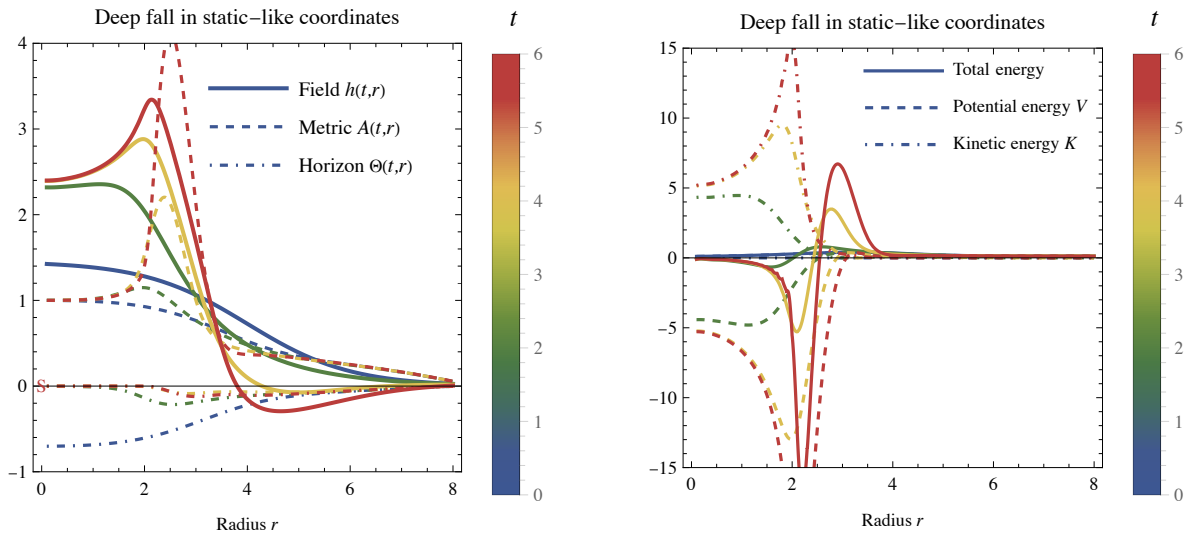 Deep fall in static-like coordinates
t
4
3
2
1
0
-1
Field h(t,r)
Metric A(t,r)
Horizon Θ(t,r)
S
0 2 4 6 8
Radius r
6
5
4
3
2
1
0
Deep fall in static-like coordinates
t
15
10
5
0
-5
-10
-15
Total energy
Potential energy V
Kinetic energy K
0 2 4 6 8
Radius r
6
5
4
3
2
1
0